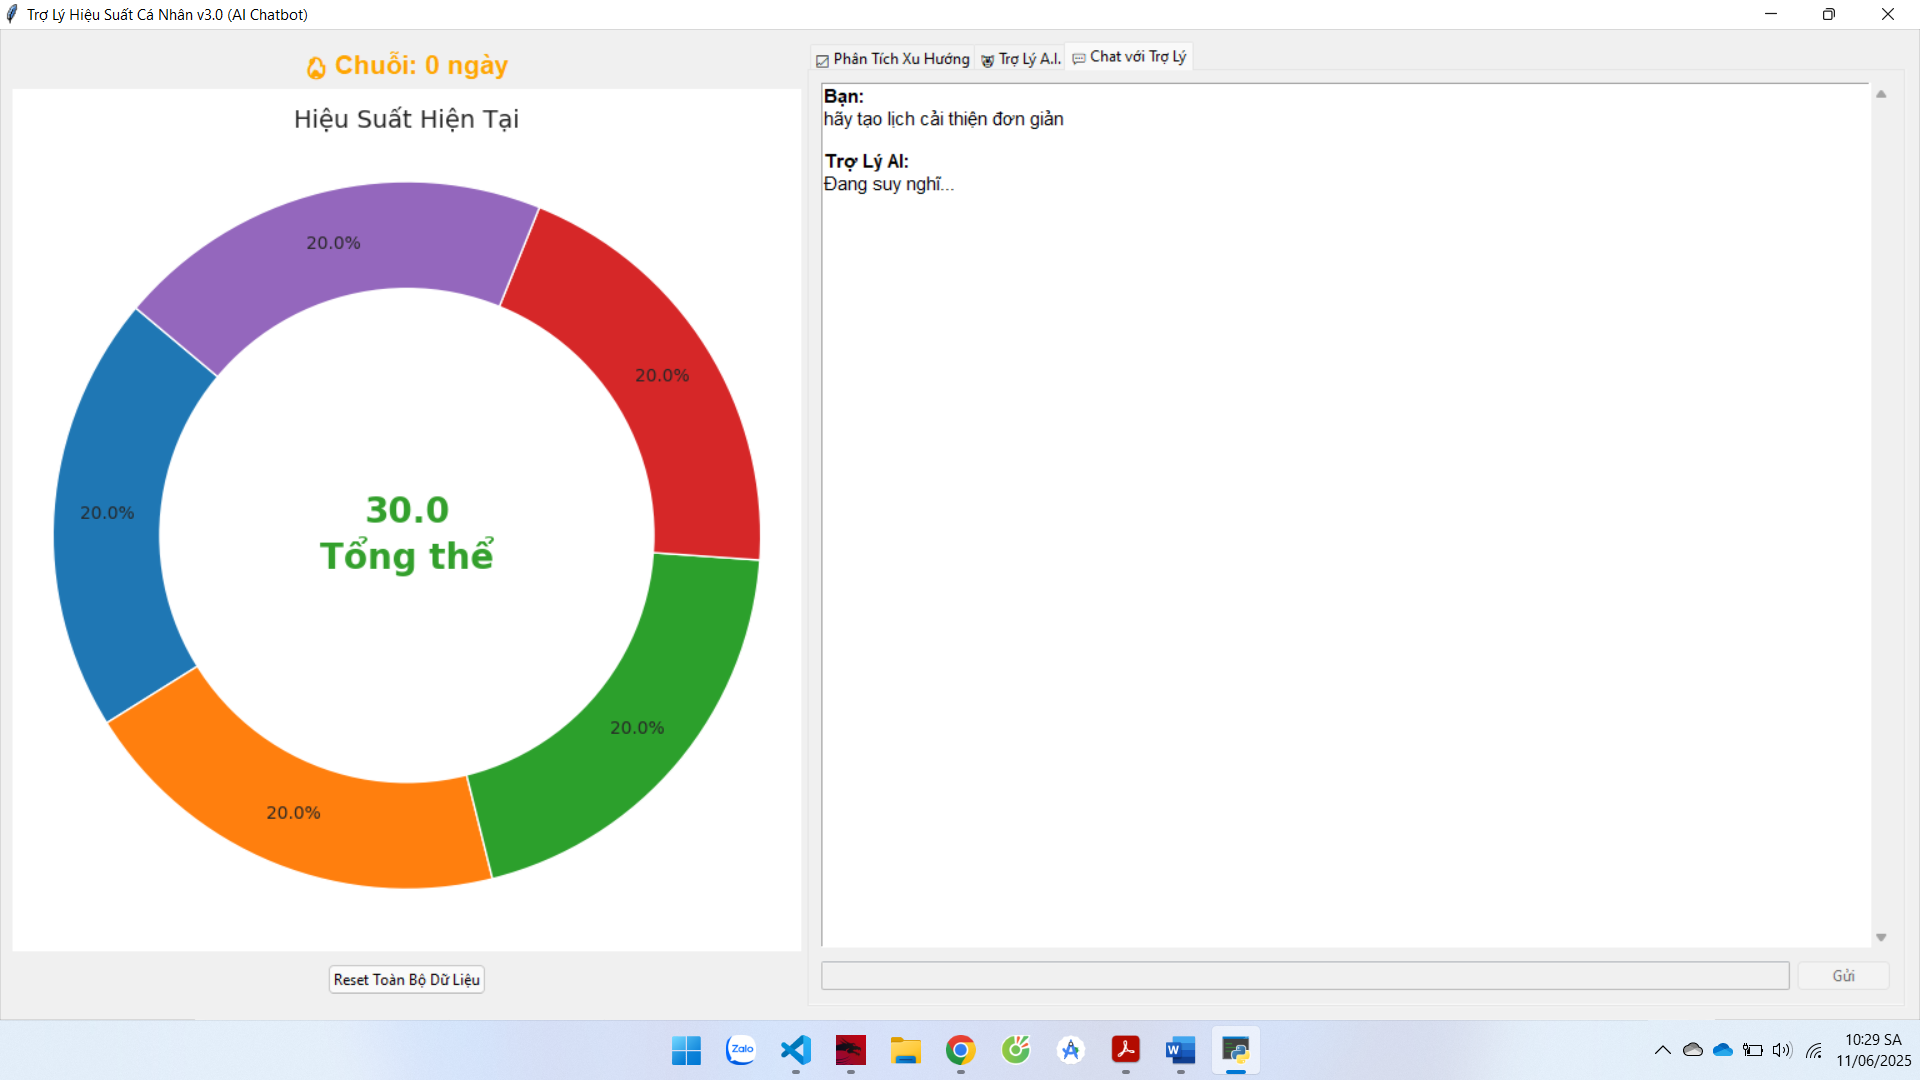 Trợ Lý Hiệu Suất Cá Nhân v3.0 (AI Chatbot)
Chuỗi: 0 ngày
Hiệu Suất Hiện Tại
20.0%
20.0%
20.0%
20.0%
20.0%
30.0
Tổng thể
Reset Toàn Bộ Dữ Liệu
Phân Tích Xu Hướng
Trợ Lý A.I.
Chat với Trợ Lý
Bạn:
hãy tạo lịch cải thiện đơn giản
Trợ Lý AI:
Đang suy nghĩ...
Gửi
Zalo
W
10:29 SA
11/06/2025